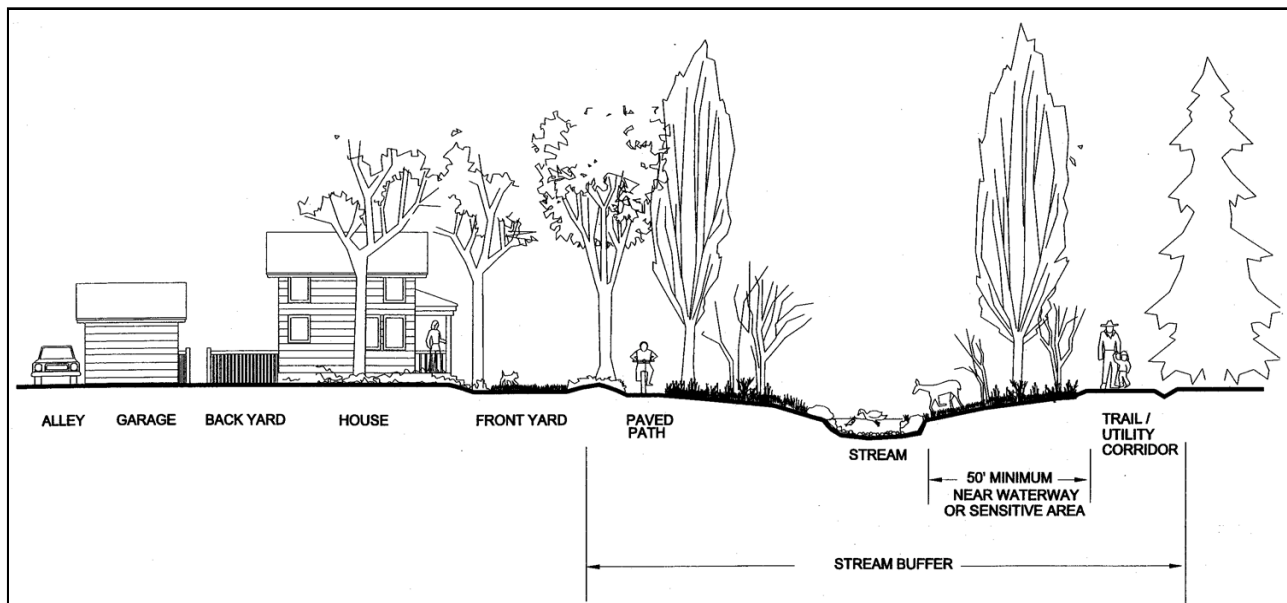 ALLEY
GARAGE
BACK YARD
HOUSE
FRONT YARD
PAVED
PATH
STREAM
TRAIL /
UTILITY
CORRIDOR
50' MINIMUM
NEAR WATERWAY
OR SENSITIVE AREA
STREAM BUFFER